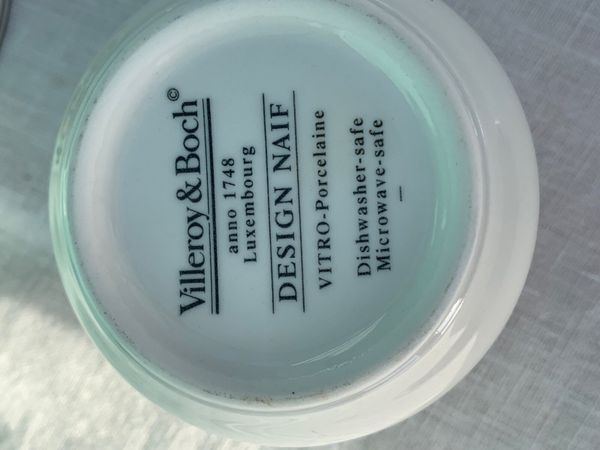 Villeroy & Boch©
anno 1748
Luxembourg
DESIGN NAIF
VITRO-Porcelaine
Dishwasher-safe
Microwave-safe